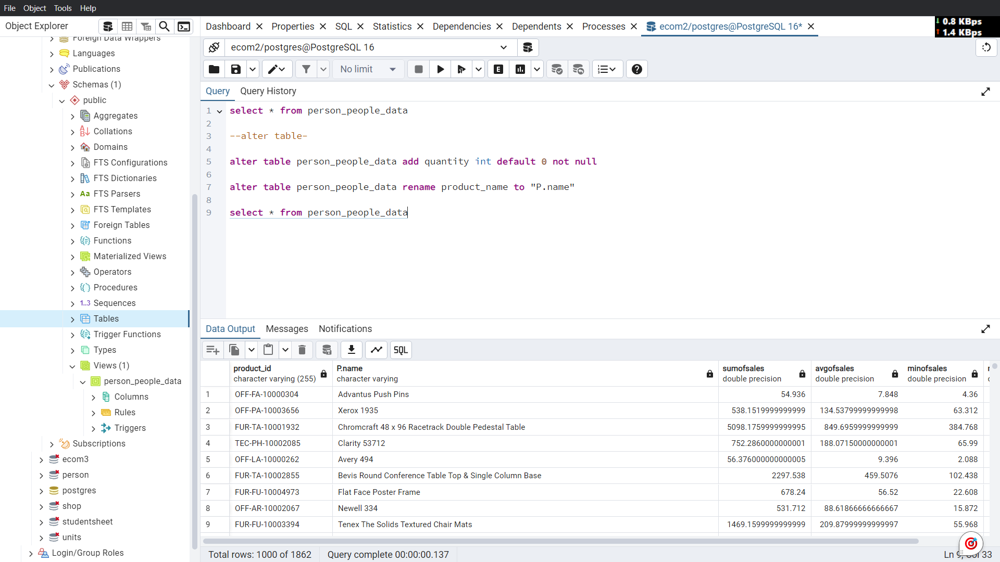 File Object Tools Help
Object Explorer
Dashboard Properties SQL Statistics Dependencies Dependents Processes ecom2/postgres@PostgreSQL 16*
0.8 KBps
1.4 KBps
ecom2/postgres@PostgreSQL 16
No limit
E
Query Query History
1 select * from person_people_data
2
3 --alter table-
4
5 alter table person_people_data add quantity int default 0 not null
6
7 alter table person_people_data rename product_name to "P.name"
8
9 select * from person_people_data
Foreign Data Wrappers
Languages
Publications
Schemas (1)
public
Aggregates
Collations
Domains
FTS Configurations
FTS Dictionaries
Aa FTS Parsers
FTS Templates
Foreign Tables
Functions
Materialized Views
Operators
Procedures
1..3 Sequences
Tables
Trigger Functions
Types
Views (1)
person_people_data
Columns
Rules
Triggers
Subscriptions
ecom3
person
postgres
shop
studentsheet
units
Login/Group Roles
Data Output Messages Notifications
SQL
product_id P.name sumofsales avgofsales minofsales
character varying (255) character varying double precision double precision double precision
1 OFF-FA-10000304 Advantus Push Pins 54.936 7.848 4.36
2 OFF-PA-10003656 Xerox 1935 538.1519999999999 134.53799999999998 63.312
3 FUR-TA-10001932 Chromcraft 48 x 96 Racetrack Double Pedestal Table 5098.1759999999995 849.6959999999999 384.768
4 TEC-PH-10002085 Clarity 53712 752.2860000000001 188.07150000000001 65.99
5 OFF-LA-10000262 Avery 494 56.376000000000005 9.396 2.088
6 FUR-TA-10002855 Bevis Round Conference Table Top & Single Column Base 2297.538 459.5076 102.438
7 FUR-FU-10004973 Flat Face Poster Frame 678.24 56.52 22.608
8 OFF-AR-10002067 Newell 334 531.712 88.61866666666667 15.872
9 FUR-FU-10003394 Tenex The Solids Textured Chair Mats 1469.1599999999999 209.87999999999997 55.968
Total rows: 1000 of 1862 Query complete 00:00:00.137 Ln 9, Col 33